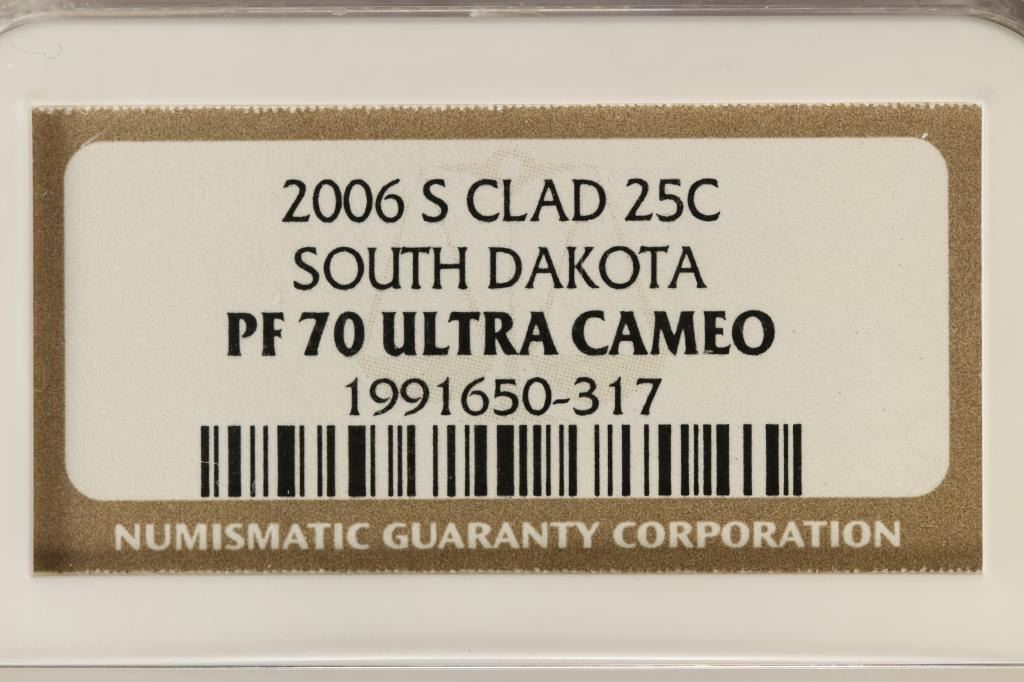 2006 S CLAD 25C
SOUTH DAKOTA
PF 70 ULTRA CAMEO
1991650-317
NUMISMATIC GUARANTY CORPORATION